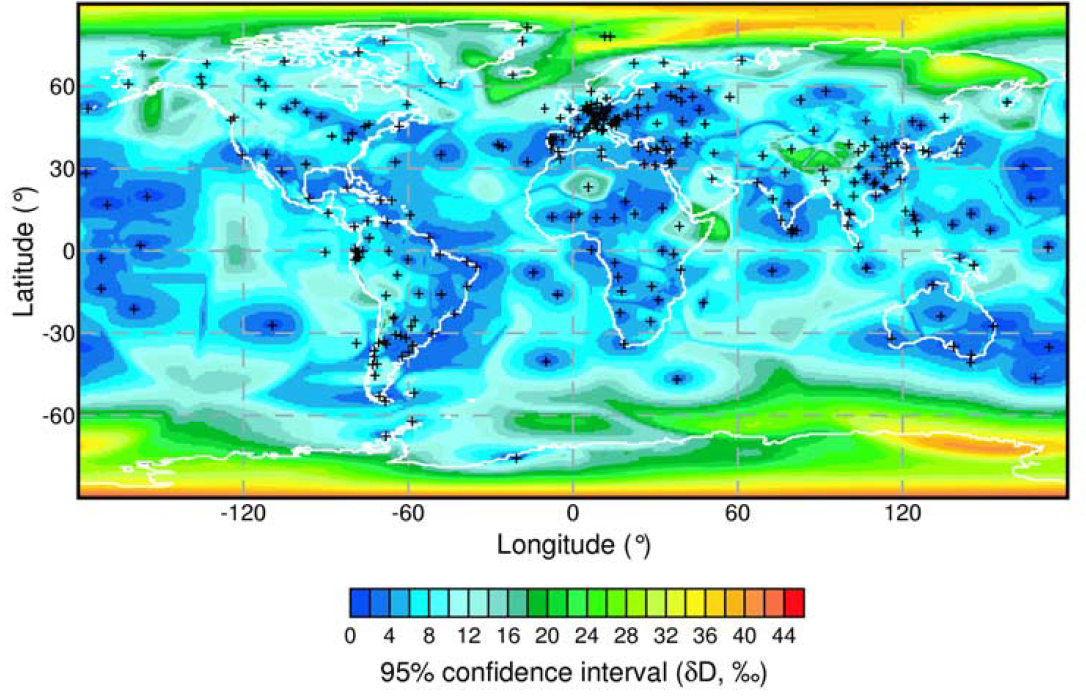 Latitude (°)
60
30
0
-30
-60
-120 -60 0 60 120
Longitude (°)
0 4 8 12 16 20 24 28 32 36 40 44
95% confidence interval (δD, ‰)